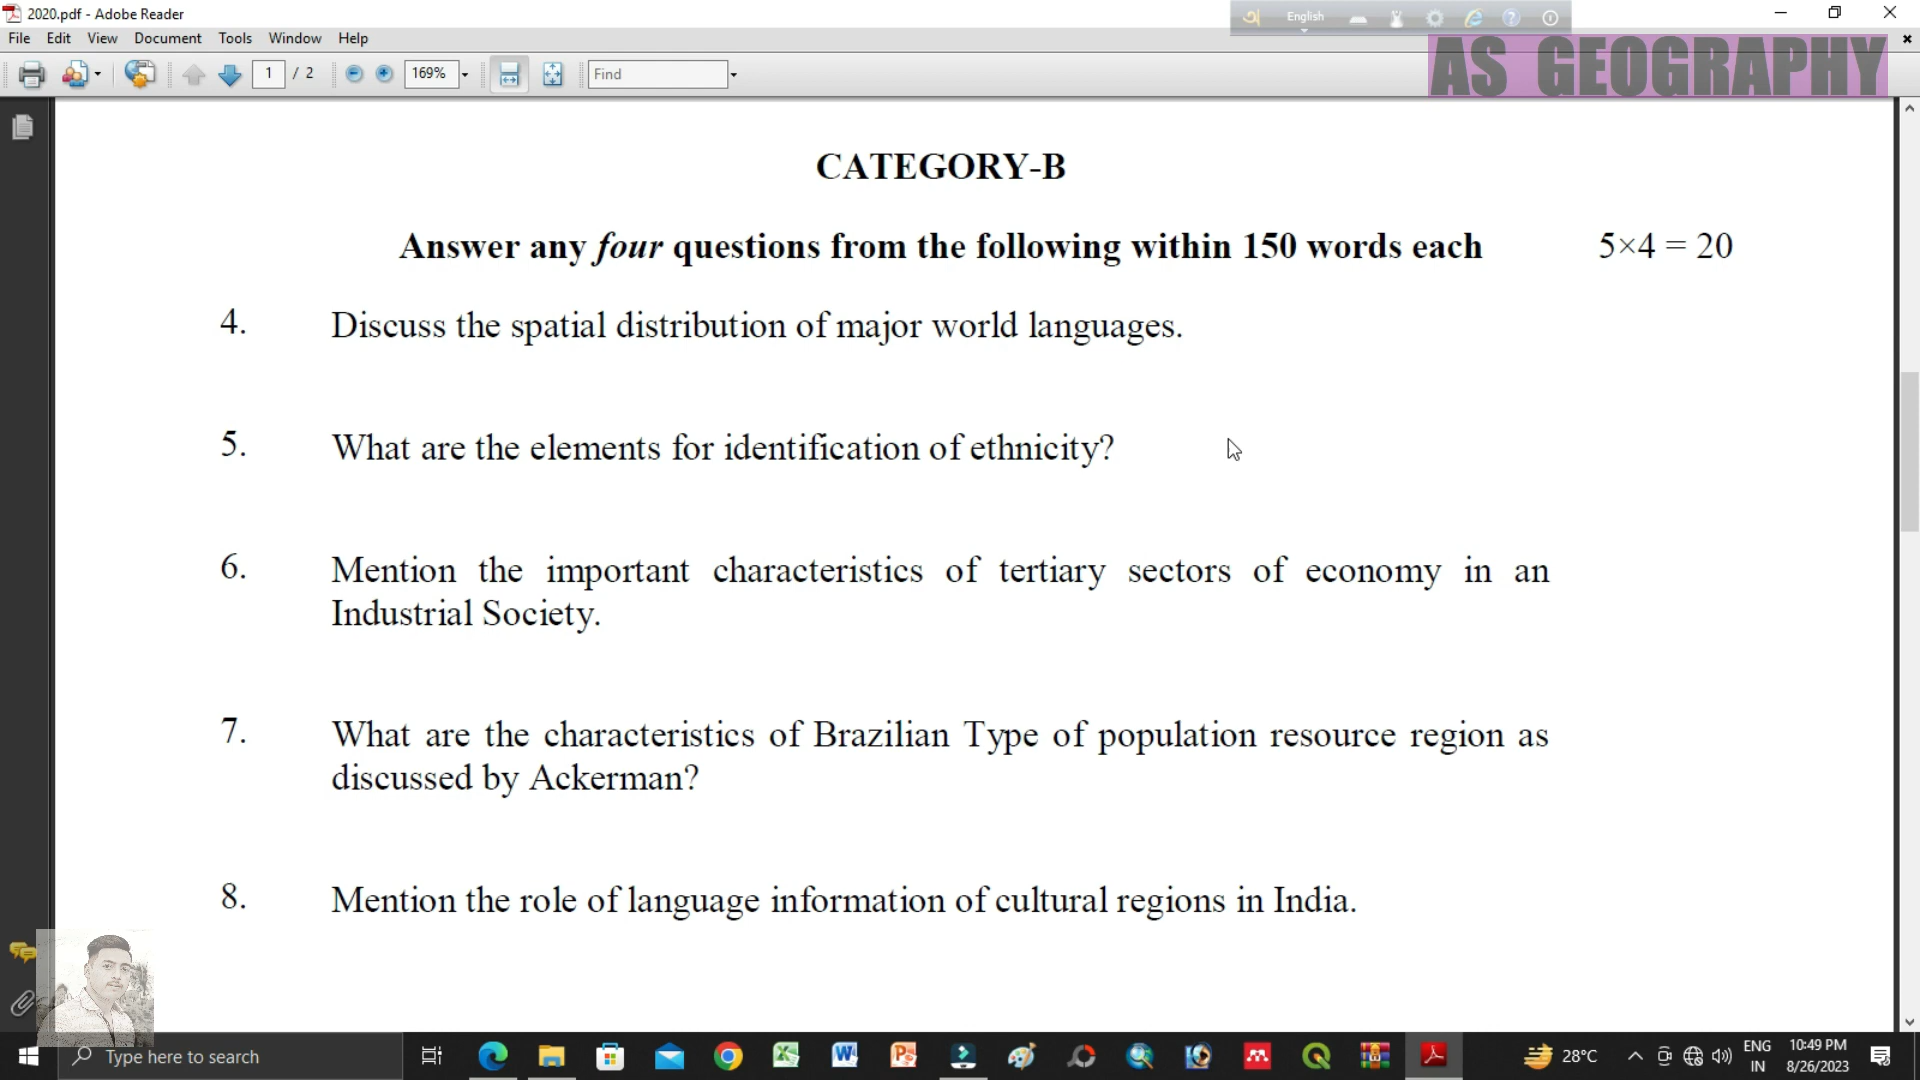 2020.pdf - Adobe Reader
English
File Edit View Document Tools Window Help
AS GEOGRAPHY
1 / 2 169% Find
CATEGORY-B
Answer any four questions from the following within 150 words each 5×4 = 20
4. Discuss the spatial distribution of major world languages.
5. What are the elements for identification of ethnicity?
6. Mention the important characteristics of tertiary sectors of economy in an
Industrial Society.
7. What are the characteristics of Brazilian Type of population resource region as
discussed by Ackerman?
8. Mention the role of language information of cultural regions in India.
Type here to search
28°C
ENG
IN
10:49 PM
8/26/2023